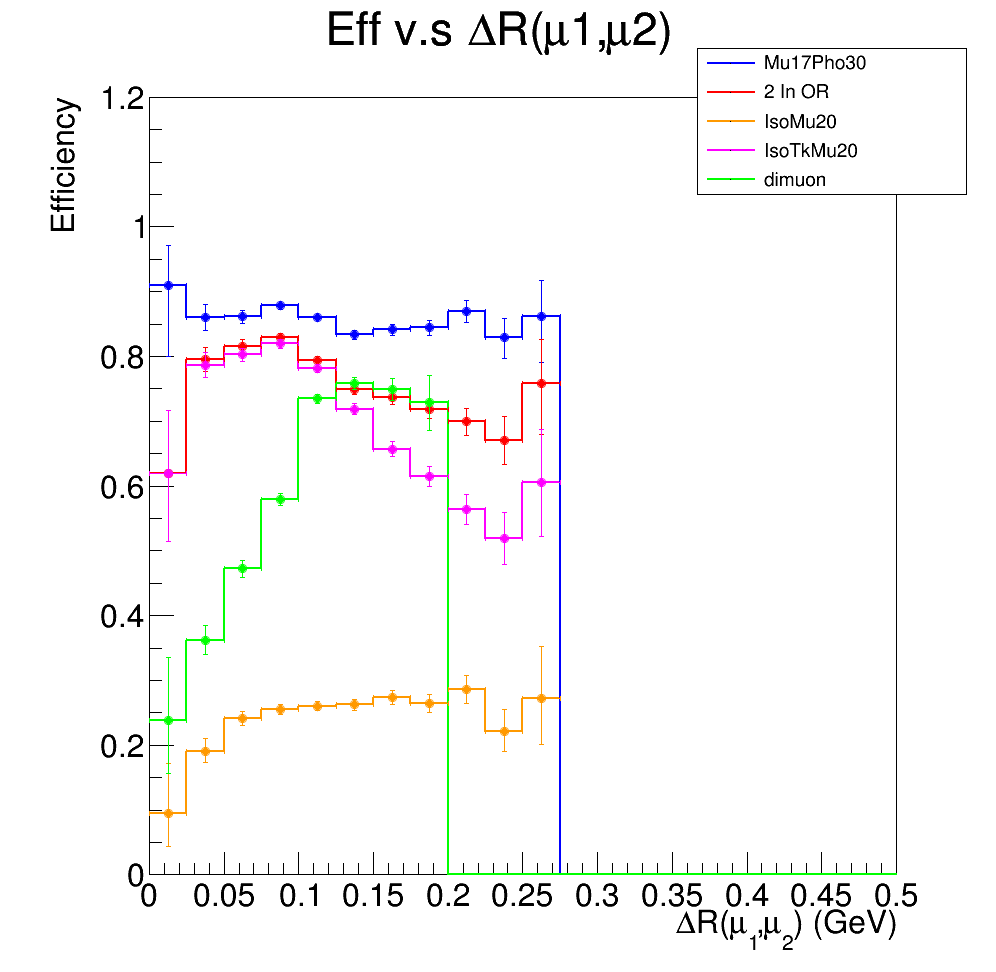 Eff v.s ΔR(μ1,μ2)
Mu17Pho30
2 In OR
IsoMu20
IsoTkMu20
dimuon
Efficiency
1.2
1
0.8
0.6
0.4
0.2
0
0 0.05 0.1 0.15 0.2 0.25 0.3 0.35 0.4 0.45 0.5
ΔR(μ₁,μ₂) (GeV)